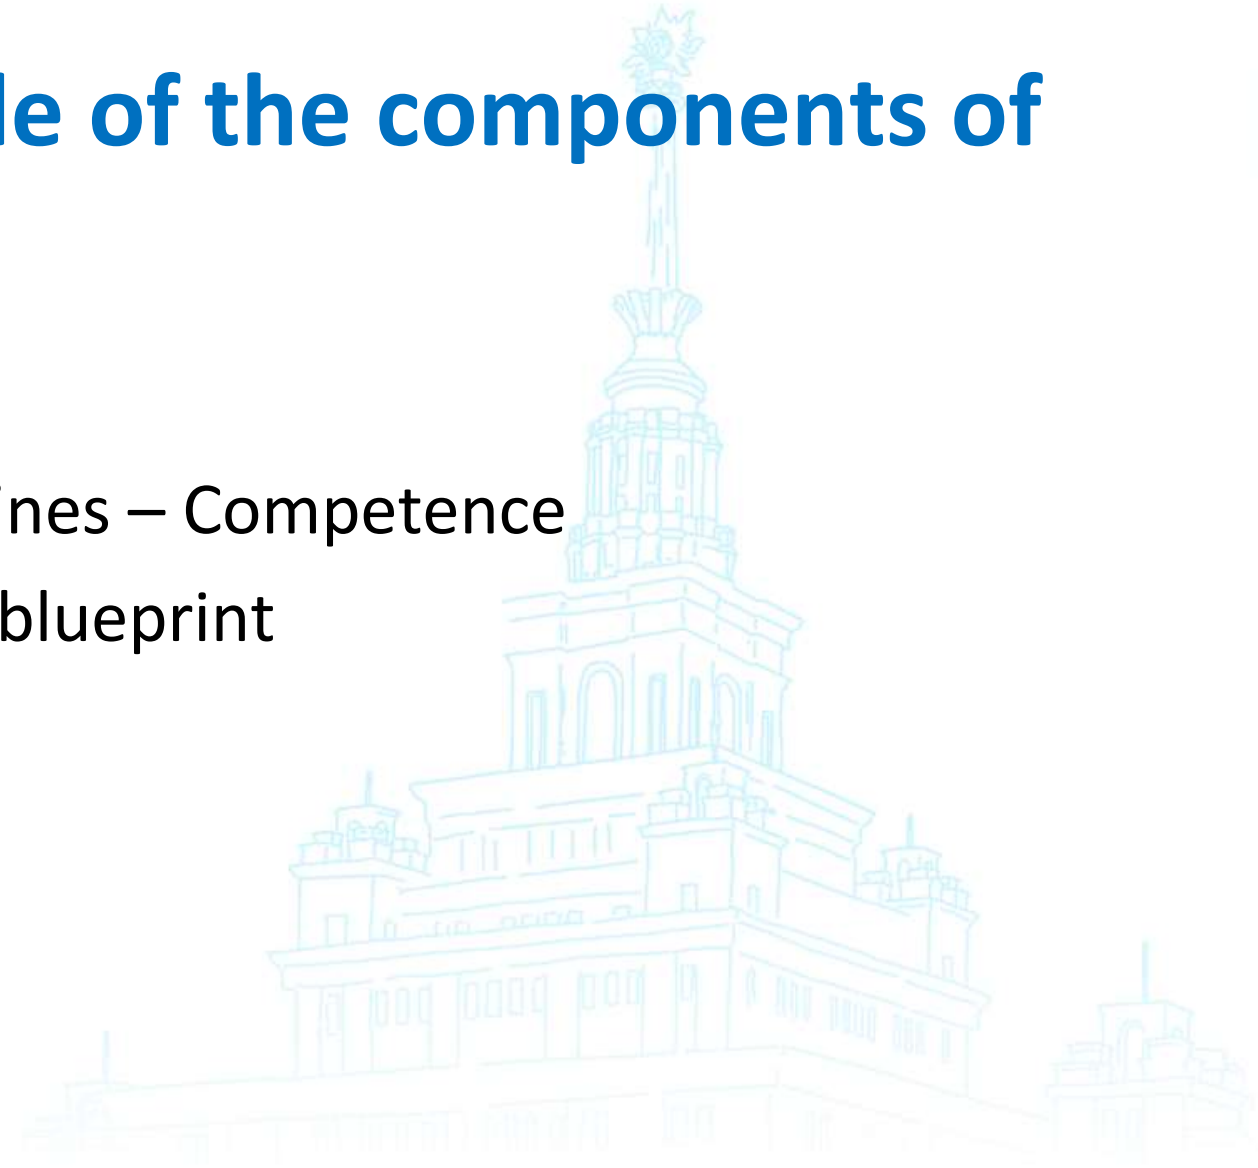 le of the components of
ines – Competence
blueprint